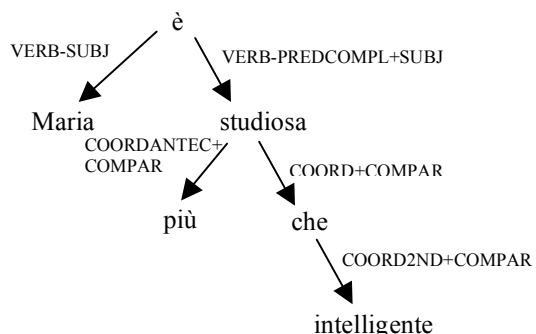 è
VERB-SUBJ
VERB-PREDCOMPL+SUBJ
Maria
studiosa
COORDANTEC+
COMPAR
COORD+COMPAR
più
che
COORD2ND+COMPAR
intelligente